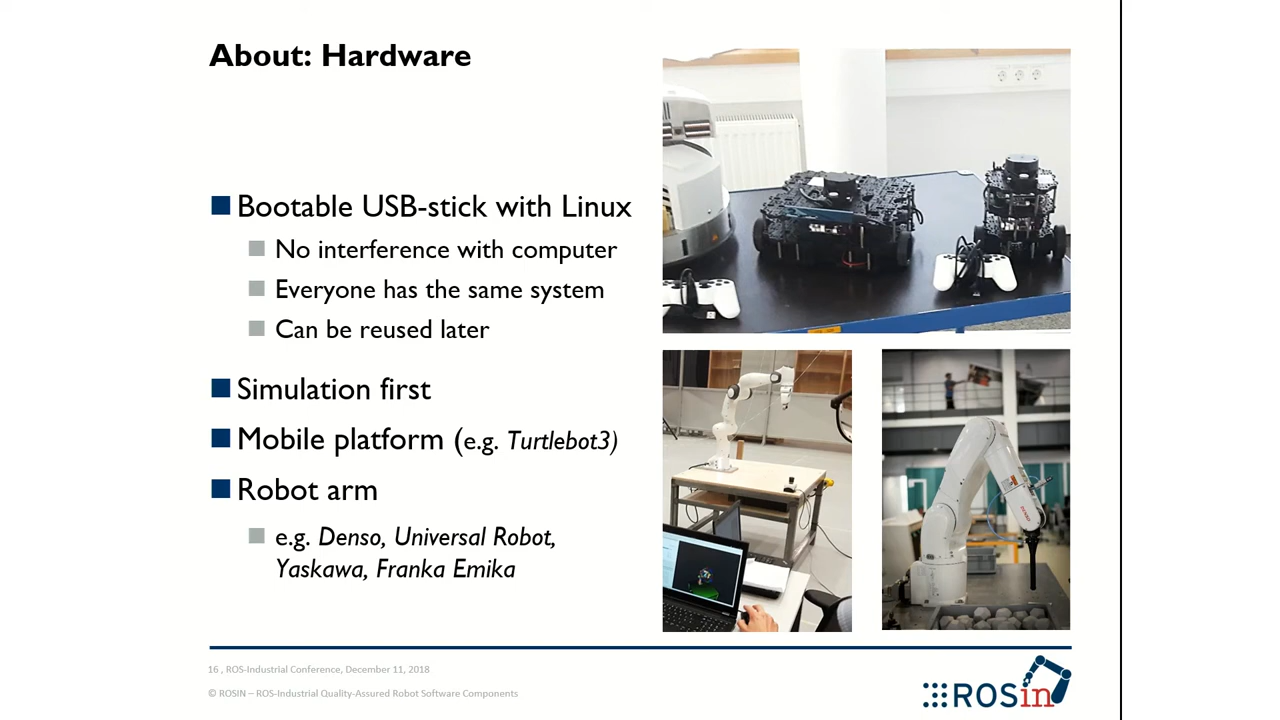 About: Hardware
Bootable USB-stick with Linux
No interference with computer
Everyone has the same system
Can be reused later
Simulation first
Mobile platform (e.g. Turtlebot3)
Robot arm
e.g. Denso, Universal Robot,
Yaskawa, Franka Emika
DENSO
16 , ROS-Industrial Conference, December 11, 2018
© ROSIN – ROS-Industrial Quality-Assured Robot Software Components
ROSin